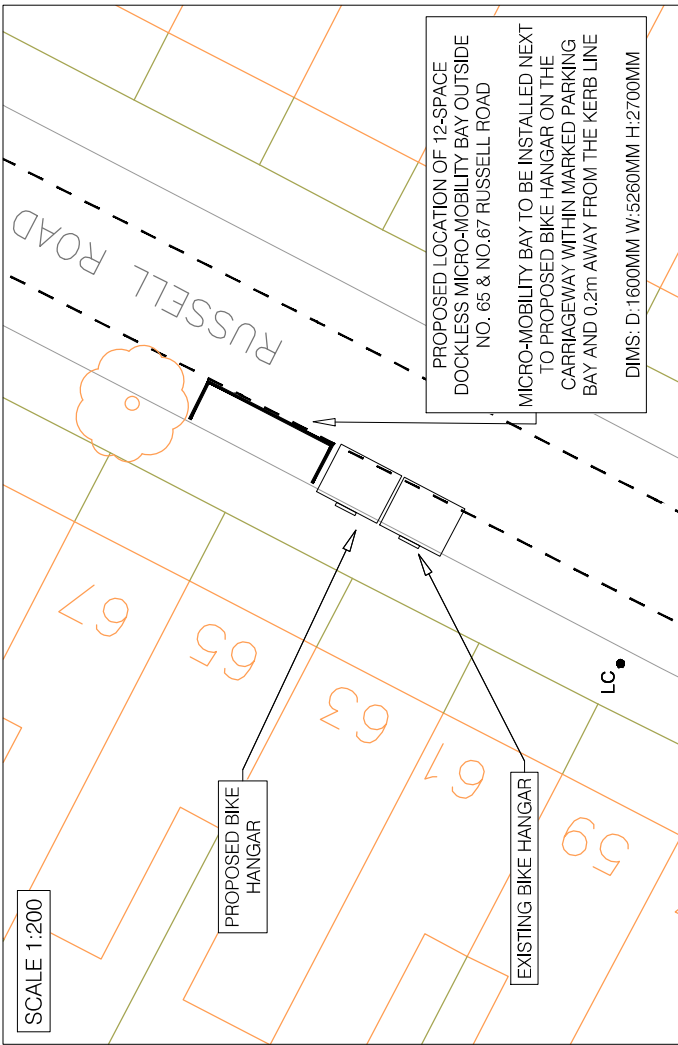 SCALE 1:200
PROPOSED BIKE
HANGAR
EXISTING BIKE HANGAR
67
65
63
61
59
LC
RUSSELL ROAD
PROPOSED LOCATION OF 12-SPACE
DOCKLESS MICRO-MOBILITY BAY OUTSIDE
NO. 65 & NO.67 RUSSELL ROAD
MICRO-MOBILITY BAY TO BE INSTALLED NEXT
TO PROPOSED BIKE HANGAR ON THE
CARRIAGEWAY WITHIN MARKED PARKING
BAY AND 0.2m AWAY FROM THE KERB LINE
DIMS: D:1600MM W:5260MM H:2700MM